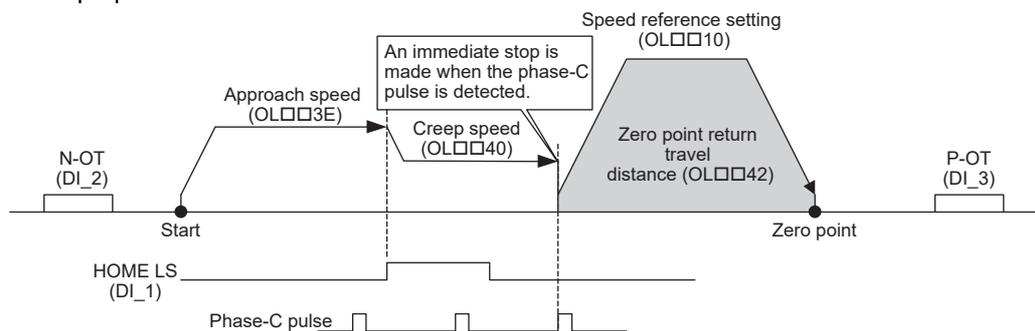 Speed reference setting
(OL□□10)
An immediate stop is
made when the phase-C
pulse is detected.
Approach speed
(OL□□3E)
Creep speed
(OL□□40)
Zero point return
travel
distance (OL□□42)
N-OT
(DI_2)
P-OT
(DI_3)
Start
Zero point
HOME LS
(DI_1)
Phase-C pulse